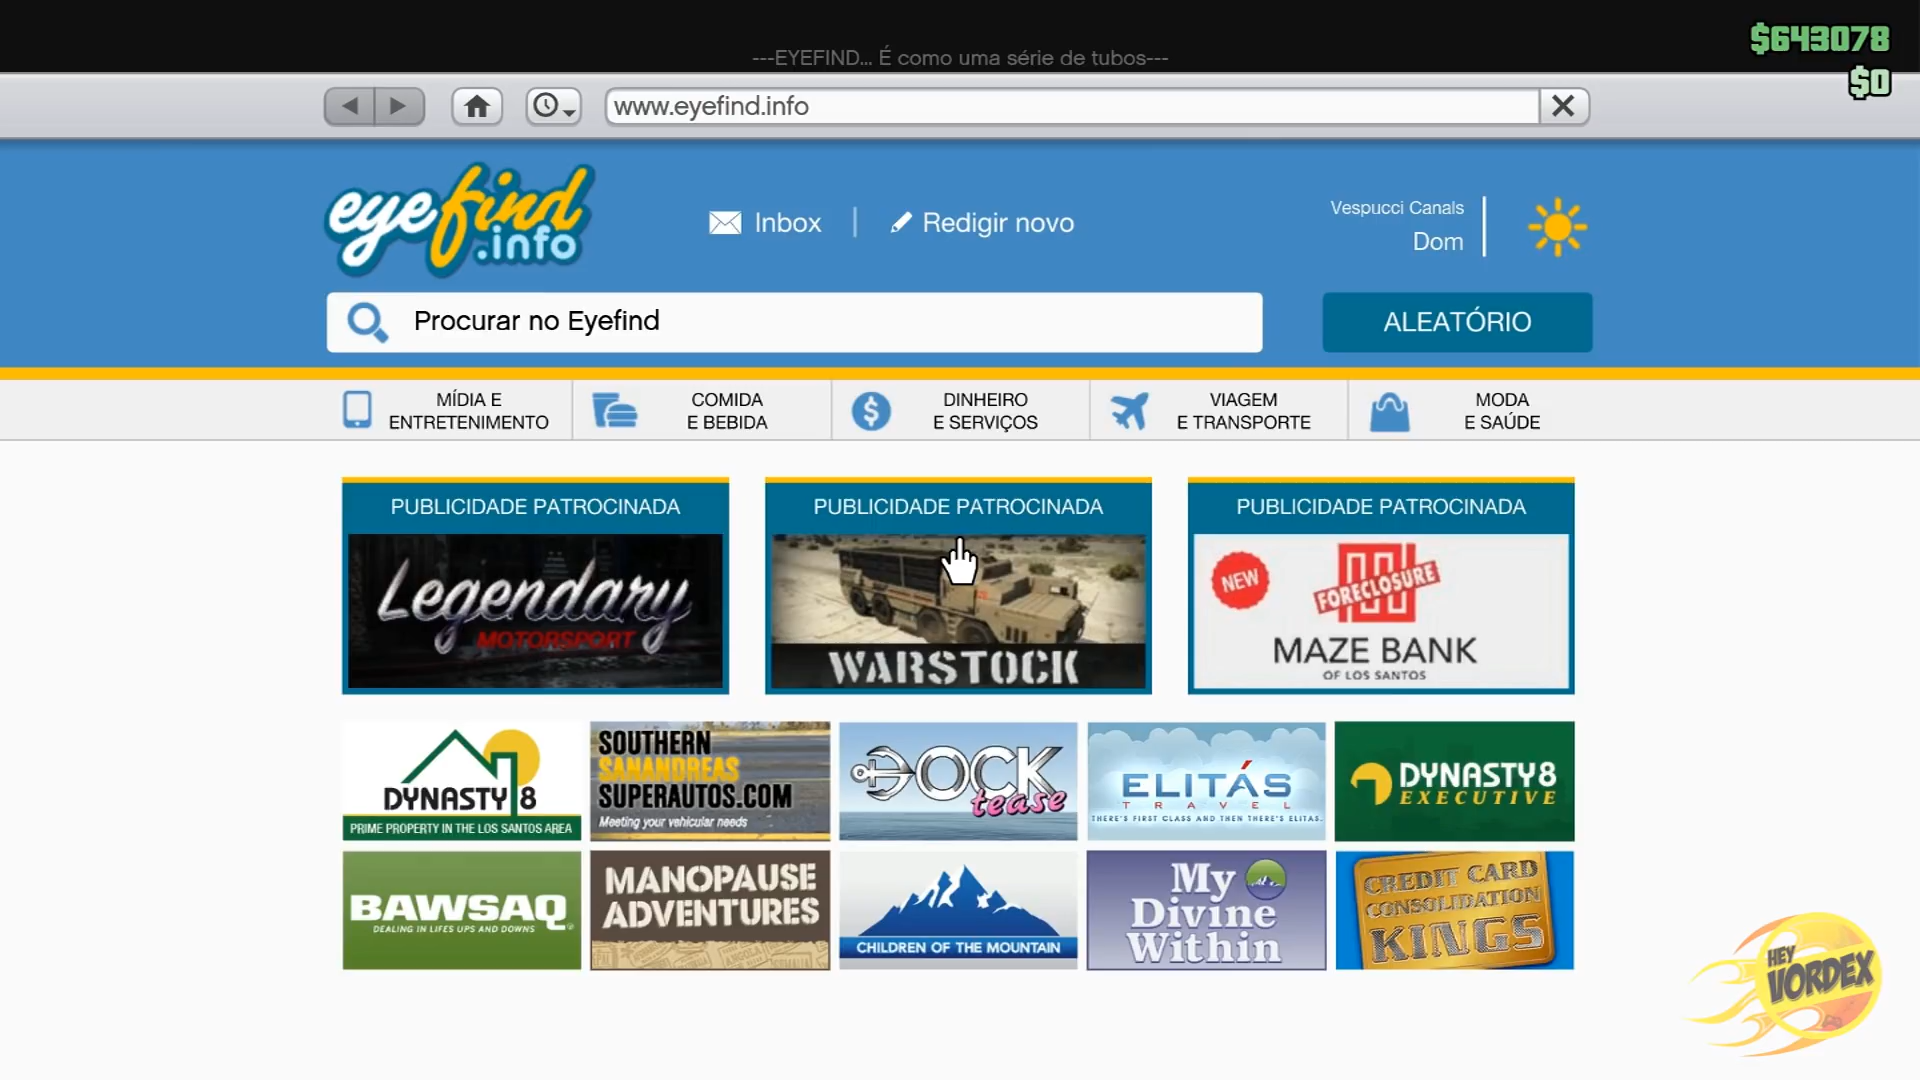 $643078
---EYEFIND... É como uma série de tubos---
$0
www.eyefind.info
eyefind
.info
Inbox
Redigir novo
Vespucci Canals
Dom
Procurar no Eyefind
ALEATÓRIO
MÍDIA E
ENTRETENIMENTO
COMIDA
E BEBIDA
DINHEIRO
E SERVIÇOS
VIAGEM
E TRANSPORTE
MODA
E SAÚDE
PUBLICIDADE PATROCINADA
Legendary
MOTORSPORT
PUBLICIDADE PATROCINADA
WARSTOCK
PUBLICIDADE PATROCINADA
NEW
FORECLOSURE
MAZE BANK
OF LOS SANTOS
DYNASTY 8
PRIME PROPERTY IN THE LOS SANTOS AREA
SOUTHERN
SANANDREAS
SUPERAUTOS.COM
Meeting your vehicular needs
DOCK
tease
ELITÁS
TRAVEL
THERE'S FIRST CLASS AND THEN THERE'S ELITAS.
DYNASTY 8
EXECUTIVE
BAWSAQ
DEALING IN LIFES UPS AND DOWNS
MANOPAUSE
ADVENTURES
CHILDREN OF THE MOUNTAIN
My
Divine
Within
CREDIT CARD
CONSOLIDATION
KINGS
HEY
VORDEX